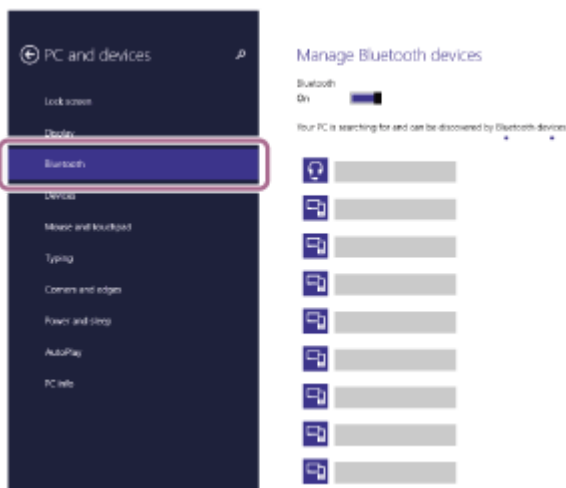 PC and devices
Lock screen
Display
Bluetooth
Devices
Mouse and touchpad
Typing
Corners and edges
Power and sleep
AutoPlay
PC info
Manage Bluetooth devices
Bluetooth
On
Your PC is searching for and can be discovered by Bluetooth devices